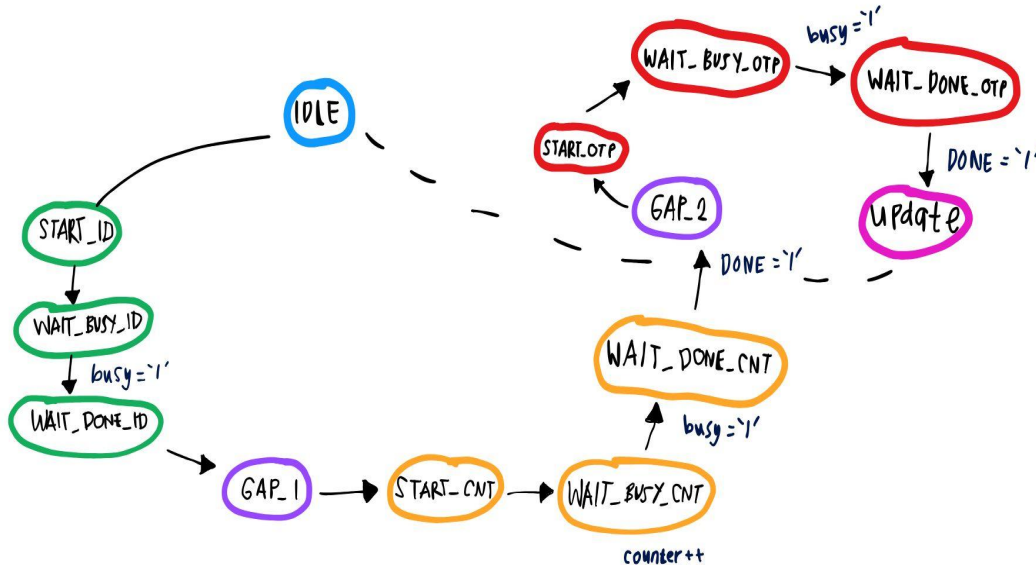 IDLE
START_ID
WAIT_BUSY_ID
busy='1'
WAIT_DONE_ID
GAP_1
START_CNT
WAIT_BUSY_CNT
counter++
busy='1'
WAIT_DONE_CNT
DONE='1'
GAP_2
START_OTP
WAIT_BUSY_OTP
busy='1'
WAIT_DONE_OTP
DONE='1'
update